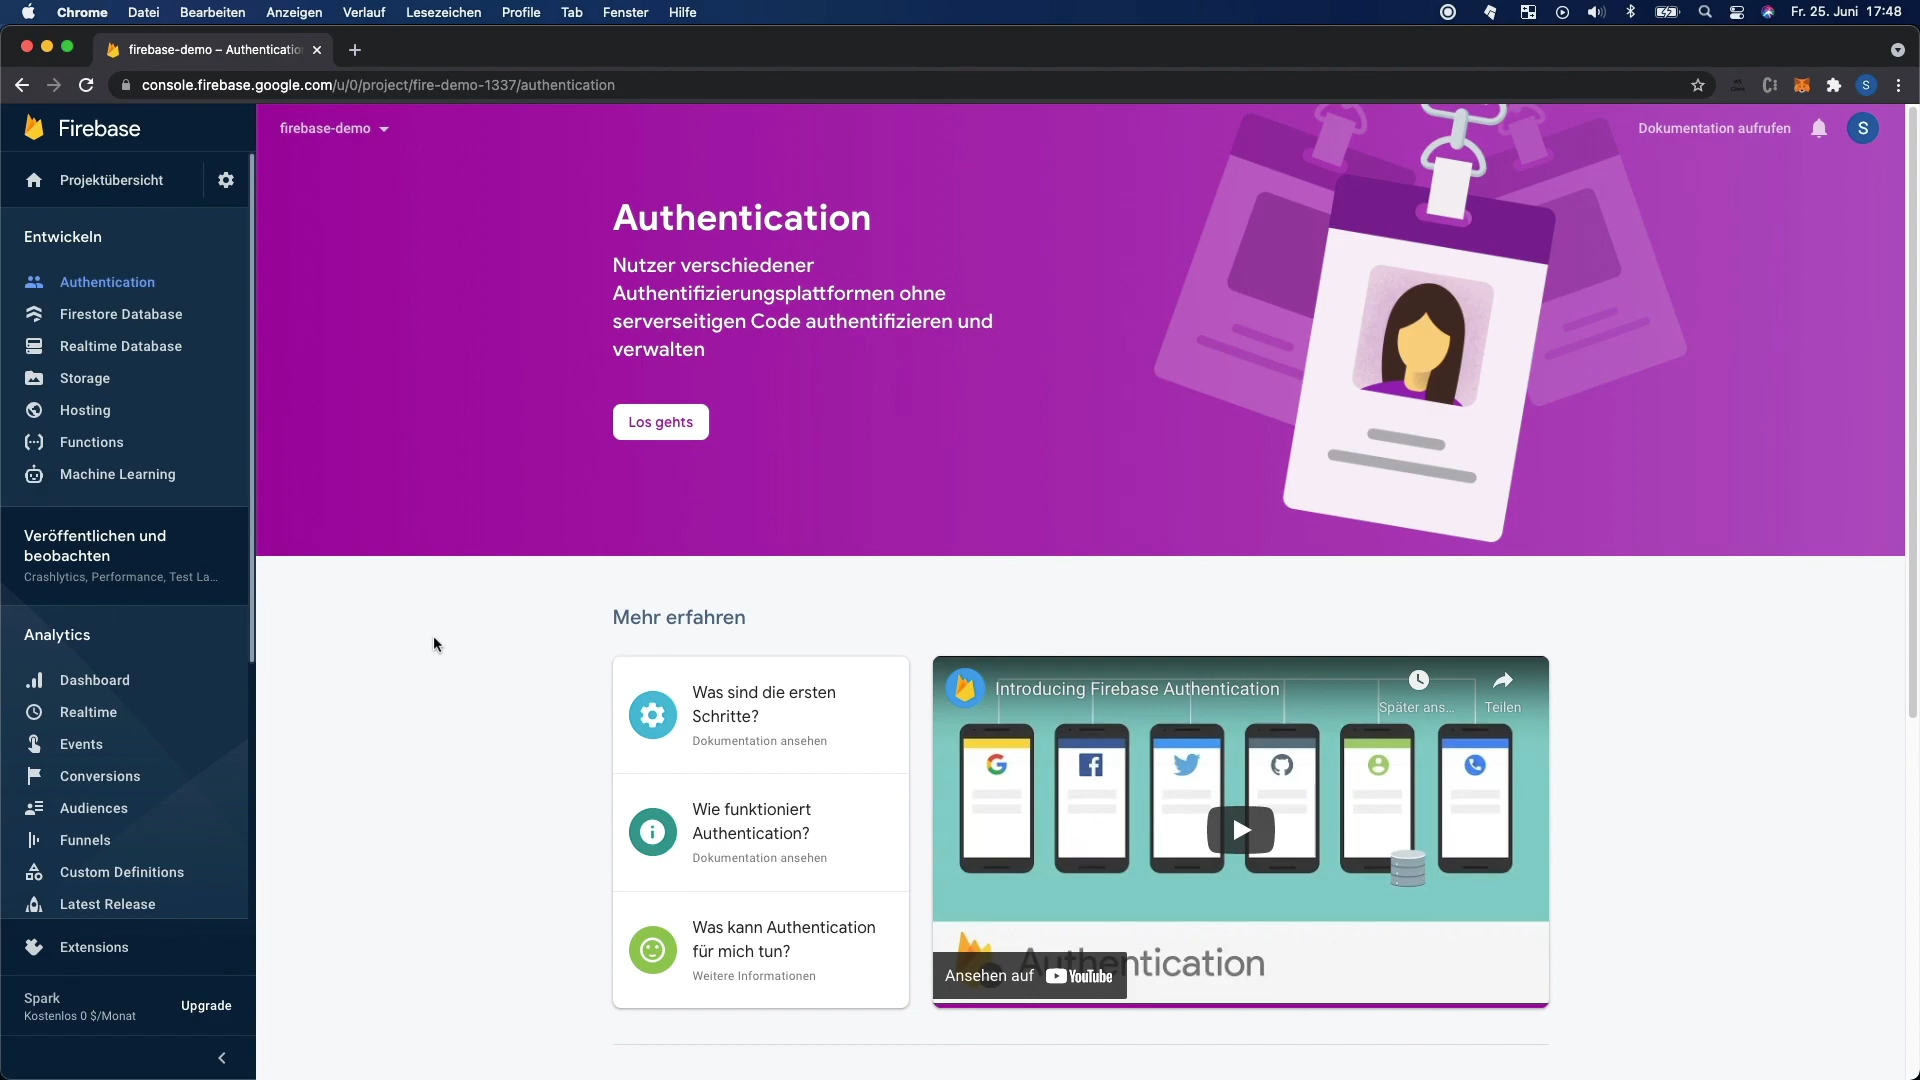 Chrome Datei Bearbeiten Anzeigen Verlauf Lesezeichen Profile Tab Fenster Hilfe Fr. 25. Juni 17:48
firebase-demo – Authenticatio
console.firebase.google.com/u/0/project/fire-demo-1337/authentication
S
Firebase
firebase-demo
Dokumentation aufrufen
S
Projektübersicht
Entwickeln
Authentication
Firestore Database
Realtime Database
Storage
Hosting
Functions
Machine Learning
Veröffentlichen und
beobachten
Crashlytics, Performance, Test La...
Analytics
Dashboard
Realtime
Events
Conversions
Audiences
Funnels
Custom Definitions
Latest Release
Extensions
Spark
Kostenlos 0 $/Monat
Upgrade
Authentication
Nutzer verschiedener
Authentifizierungsplattformen ohne
serverseitigen Code authentifizieren und
verwalten
Los gehts
Mehr erfahren
Was sind die ersten
Schritte?
Dokumentation ansehen
Wie funktioniert
Authentication?
Dokumentation ansehen
Was kann Authentication
für mich tun?
Weitere Informationen
Introducing Firebase Authentication
Später ans...
Teilen
Authentication
Ansehen auf YouTube